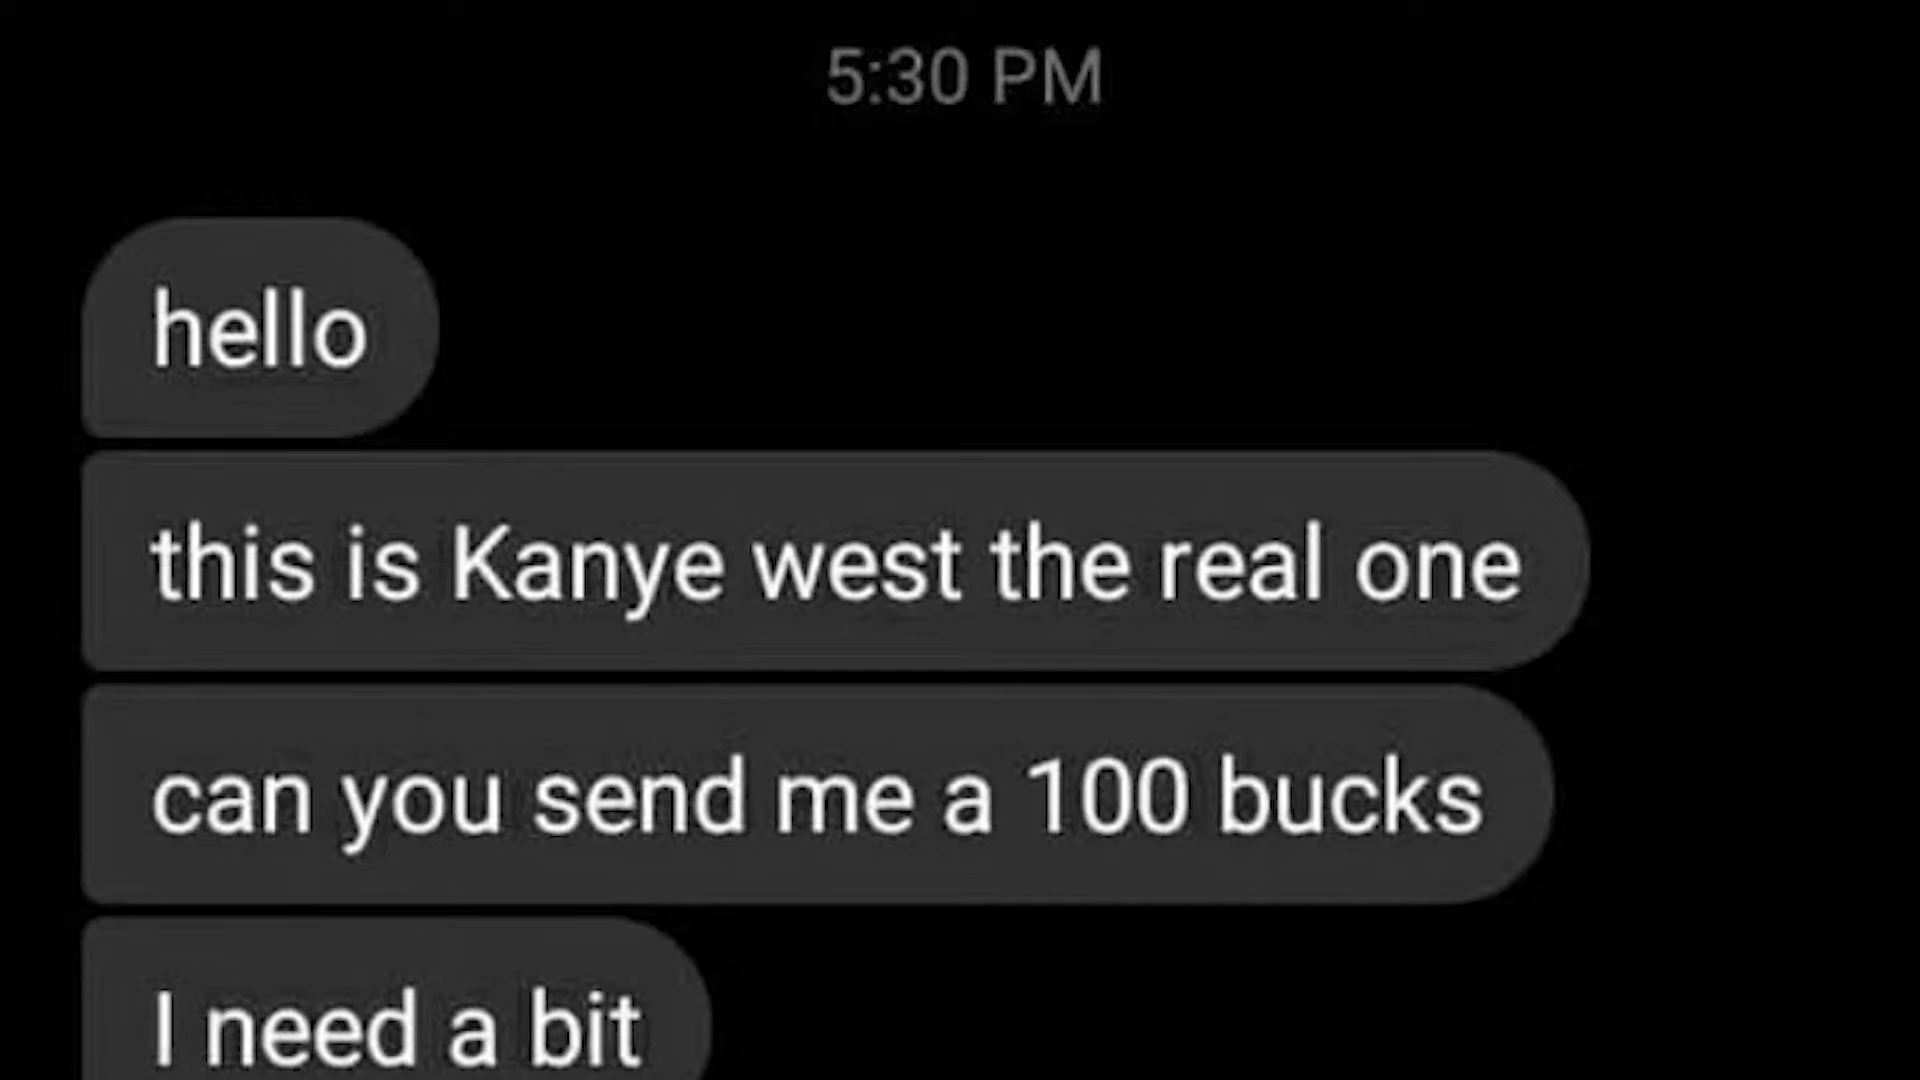 5:30 PM
hello
this is Kanye west the real one
can you send me a 100 bucks
I need a bit